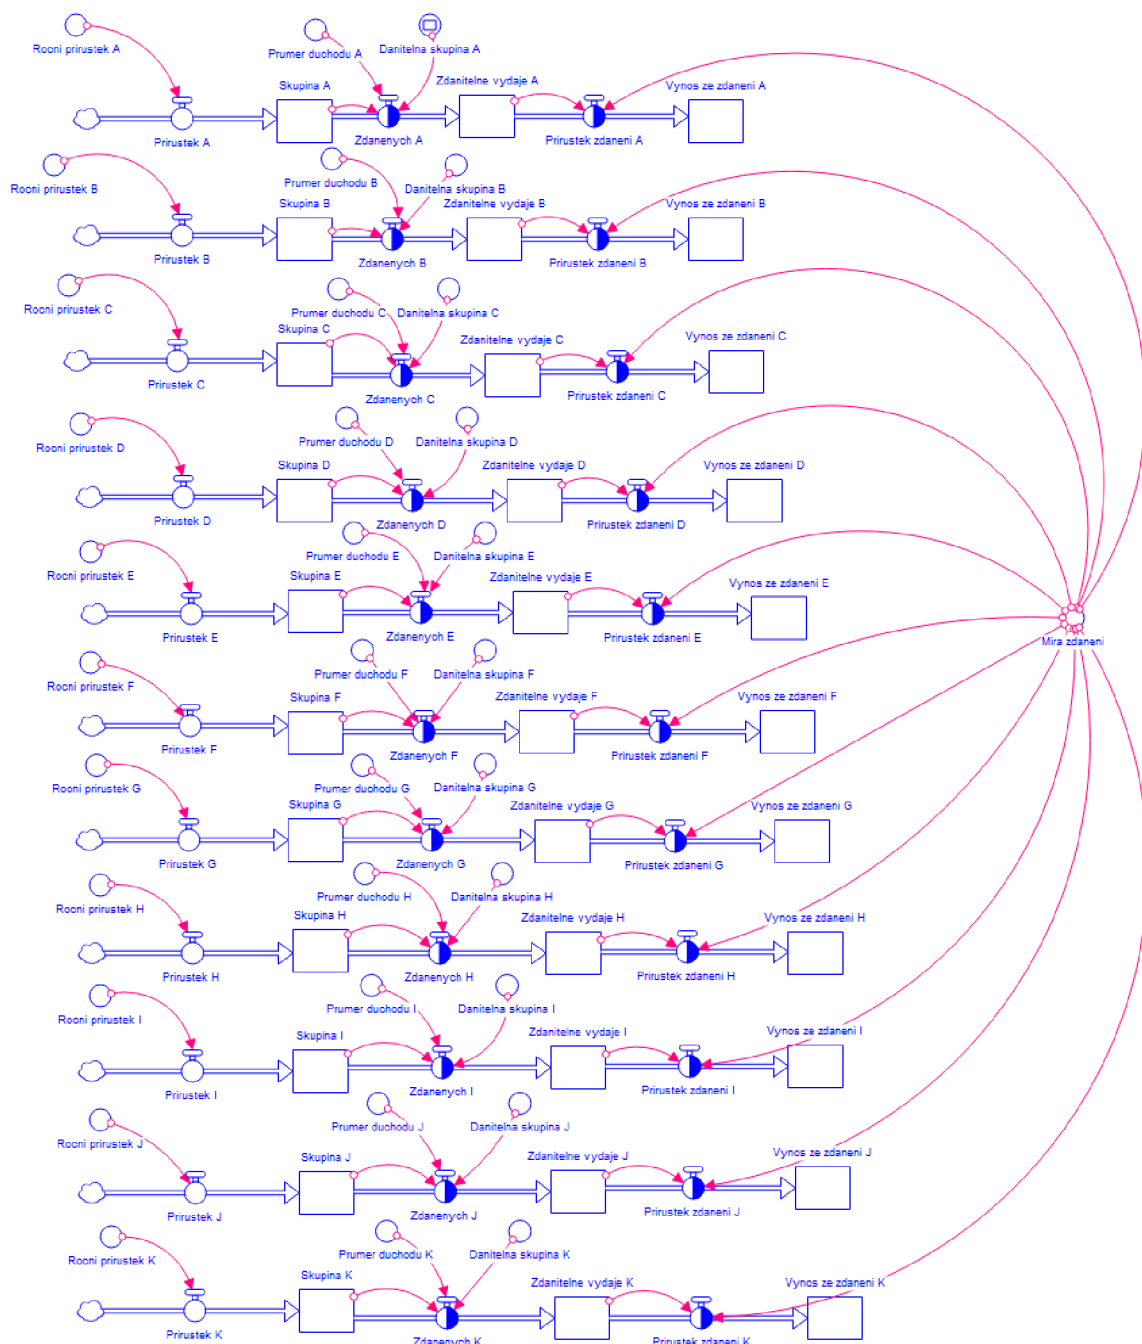 Rocni prirustek A
Prumer duchodu A
Danitelna skupina A
Skupina A
Zdanitelne vydaje A
Vynos ze zdaneni A
Prirustek A
Zdanenych A
Prirustek zdaneni A
Rocni prirustek B
Prumer duchodu B
Danitelna skupina B
Skupina B
Zdanitelne vydaje B
Vynos ze zdaneni B
Prirustek B
Zdanenych B
Prirustek zdaneni B
Rocni prirustek C
Prumer duchodu C
Danitelna skupina C
Skupina C
Zdanitelne vydaje C
Vynos ze zdaneni C
Prirustek C
Zdanenych C
Prirustek zdaneni C
Rocni prirustek D
Prumer duchodu D
Danitelna skupina D
Skupina D
Zdanitelne vydaje D
Vynos ze zdaneni D
Prirustek D
Zdanenych D
Prirustek zdaneni D
Rocni prirustek E
Prumer duchodu E
Danitelna skupina E
Skupina E
Zdanitelne vydaje E
Vynos ze zdaneni E
Prirustek E
Zdanenych E
Prirustek zdaneni E
Mira zdaneni
Rocni prirustek F
Prumer duchodu F
Danitelna skupina F
Skupina F
Zdanitelne vydaje F
Vynos ze zdaneni F
Prirustek F
Zdanenych F
Prirustek zdaneni F
Rocni prirustek G
Prumer duchodu G
Danitelna skupina G
Skupina G
Zdanitelne vydaje G
Vynos ze zdaneni G
Prirustek G
Zdanenych G
Prirustek zdaneni G
Rocni prirustek H
Prumer duchodu H
Danitelna skupina H
Skupina H
Zdanitelne vydaje H
Vynos ze zdaneni H
Prirustek H
Zdanenych H
Prirustek zdaneni H
Rocni prirustek I
Prumer duchodu I
Danitelna skupina I
Skupina I
Zdanitelne vydaje I
Vynos ze zdaneni I
Prirustek I
Zdanenych I
Prirustek zdaneni I
Rocni prirustek J
Prumer duchodu J
Danitelna skupina J
Skupina J
Zdanitelne vydaje J
Vynos ze zdaneni J
Prirustek J
Zdanenych J
Prirustek zdaneni J
Rocni prirustek K
Prumer duchodu K
Danitelna skupina K
Skupina K
Zdanitelne vydaje K
Vynos ze zdaneni K
Prirustek K
Zdanenych K
Prirustek zdaneni K